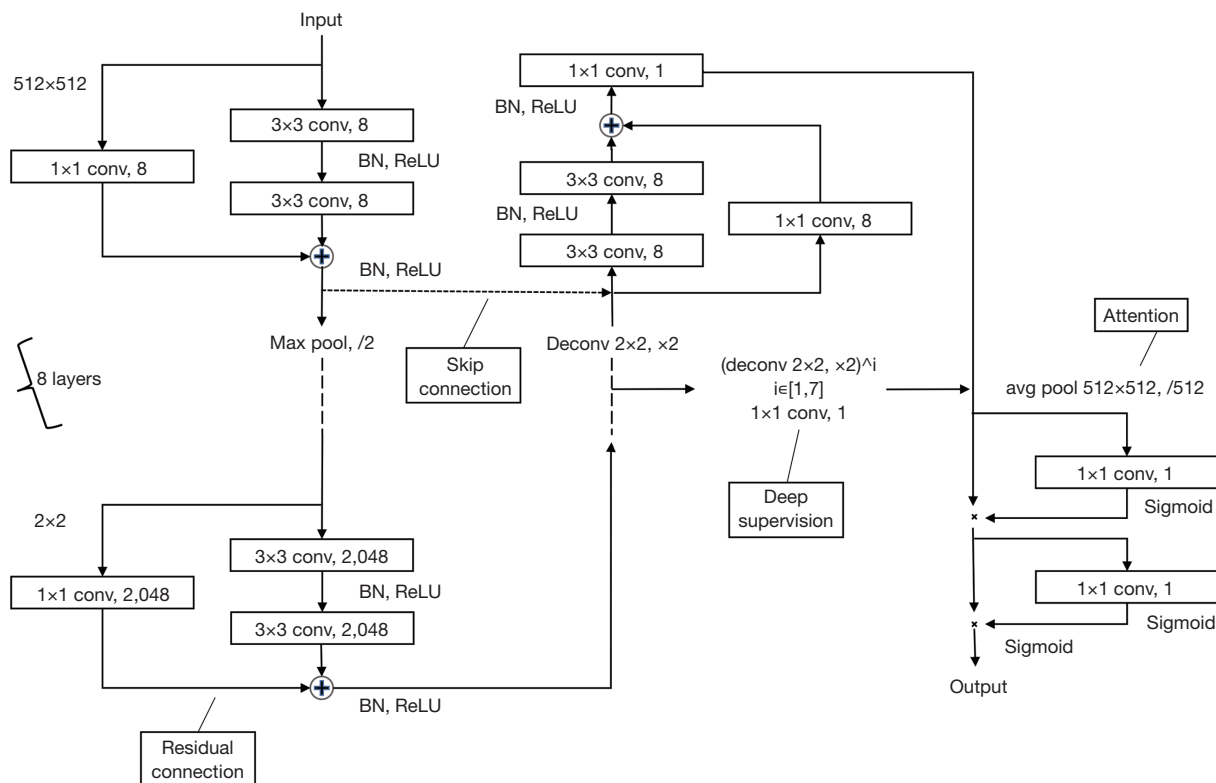 Input
512×512
3×3 conv, 8
1×1 conv, 8
BN, ReLU
3×3 conv, 8
BN, ReLU
Max pool, /2
8 layers
Skip
connection
2×2
3×3 conv, 2,048
1×1 conv, 2,048
BN, ReLU
3×3 conv, 2,048
BN, ReLU
Residual
connection
1×1 conv, 1
BN, ReLU
3×3 conv, 8
BN, ReLU
1×1 conv, 8
3×3 conv, 8
Deconv 2×2, ×2
(deconv 2×2, ×2)^i
i∈[1,7]
1×1 conv, 1
Deep
supervision
Attention
avg pool 512×512, /512
1×1 conv, 1
Sigmoid
1×1 conv, 1
Sigmoid
Sigmoid
Output